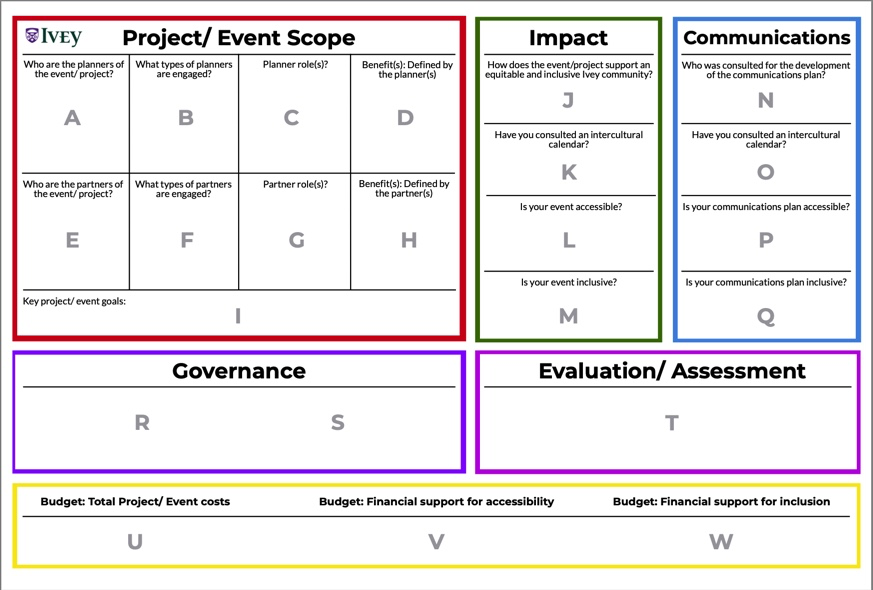 IVEY
Project/ Event Scope
Who are the planners of
the event/ project?
A
What types of planners
are engaged?
B
Planner role(s)?
C
Benefit(s): Defined by
the planner(s)
D
Who are the partners of
the event/ project?
E
What types of partners
are engaged?
F
Partner role(s)?
G
Benefit(s): Defined by
the partner(s)
H
Key project/ event goals:
I
Impact
How does the event/project support an
equitable and inclusive Ivey community?
J
Have you consulted an intercultural
calendar?
K
Is your event accessible?
L
Is your event inclusive?
M
Communications
Who was consulted for the development
of the communications plan?
N
Have you consulted an intercultural
calendar?
O
Is your communications plan accessible?
P
Is your communications plan inclusive?
Q
Governance
R S
Evaluation/ Assessment
T
Budget: Total Project/ Event costs
U
Budget: Financial support for accessibility
V
Budget: Financial support for inclusion
W